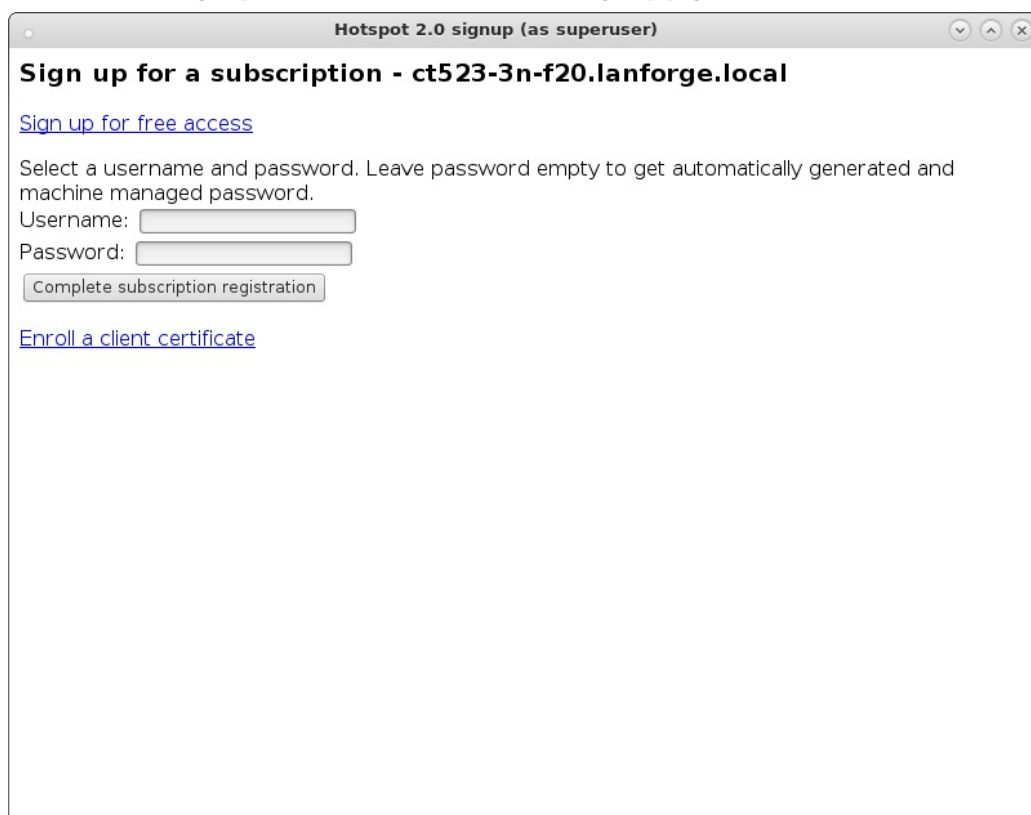 Hotspot 2.0 signup (as superuser)
Sign up for a subscription - ct523-3n-f20.lanforge.local
Sign up for free access
Select a username and password. Leave password empty to get automatically generated and
machine managed password.
Username:
Password:
Complete subscription registration
Enroll a client certificate